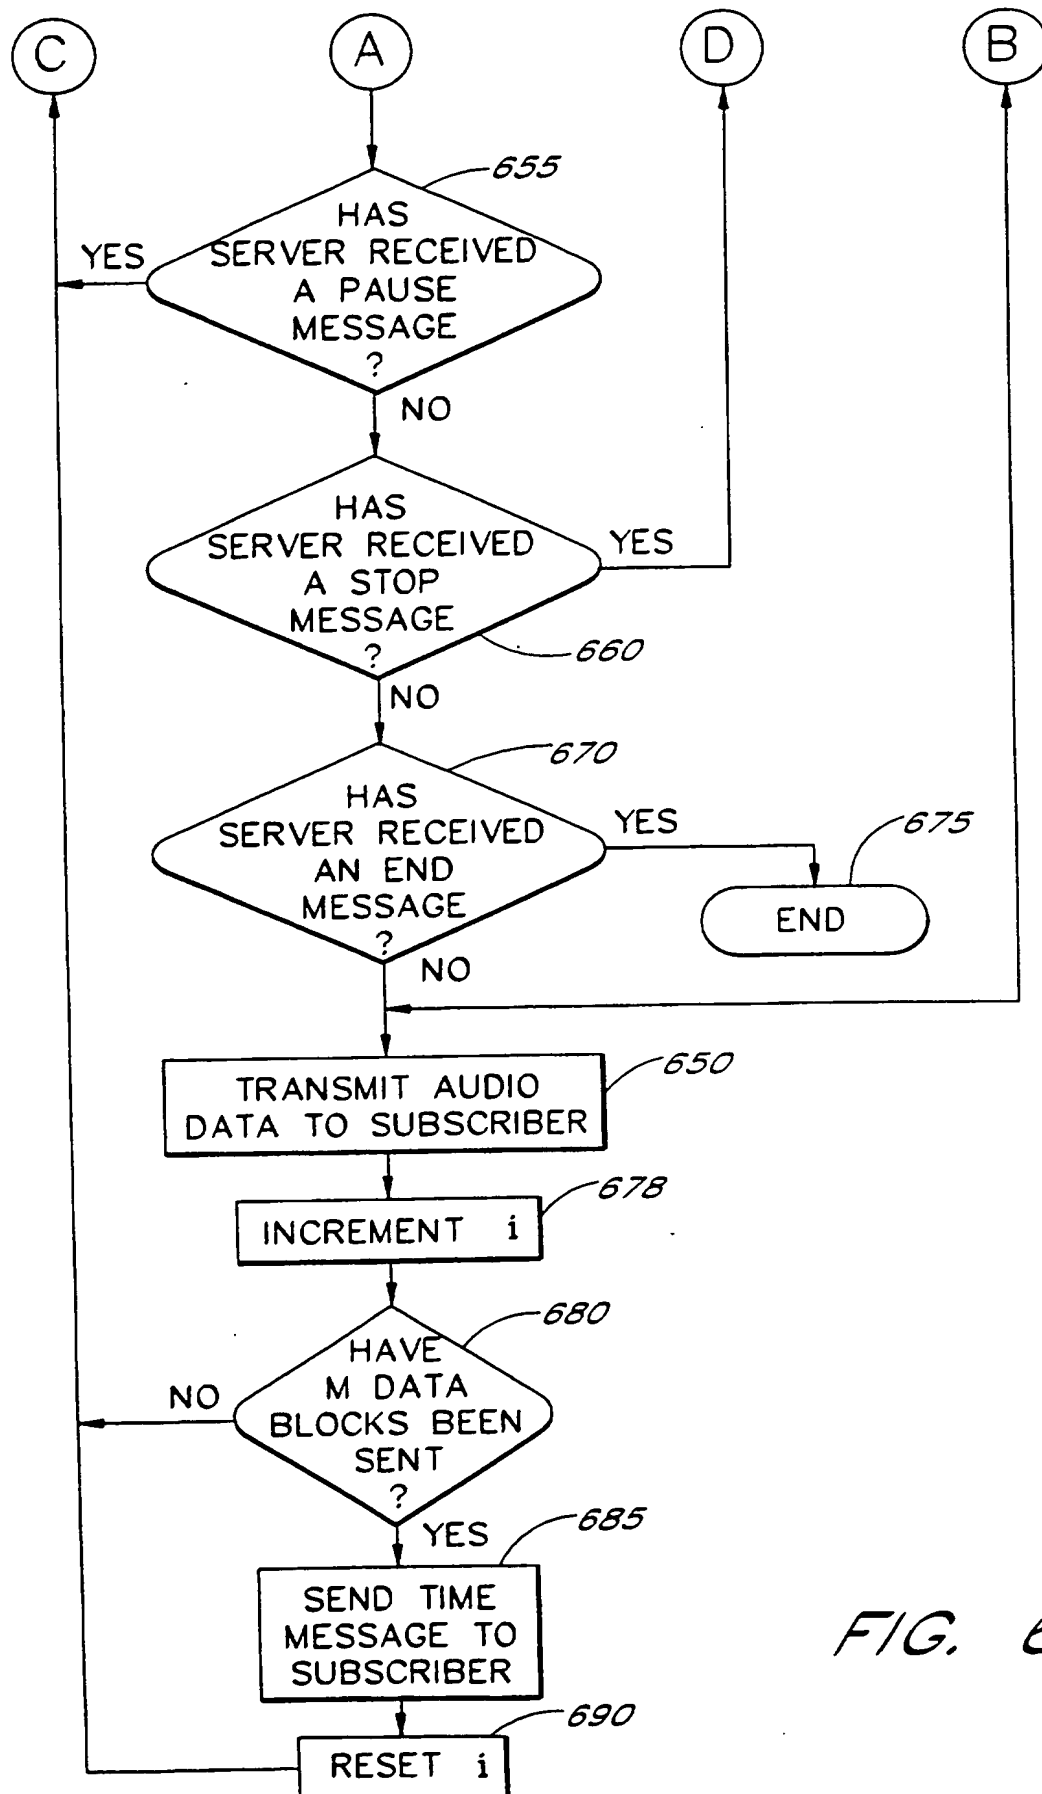 C
A
D
B
655
HAS
SERVER RECEIVED
A PAUSE
MESSAGE
?
YES
NO
HAS
SERVER RECEIVED
A STOP
MESSAGE
?
YES
660
NO
670
HAS
SERVER RECEIVED
AN END
MESSAGE
?
YES
675
END
NO
650
TRANSMIT AUDIO
DATA TO SUBSCRIBER
678
INCREMENT i
680
HAVE
M DATA
BLOCKS BEEN
SENT
?
NO
YES
685
SEND TIME
MESSAGE TO
SUBSCRIBER
690
RESET i
FIG. 6